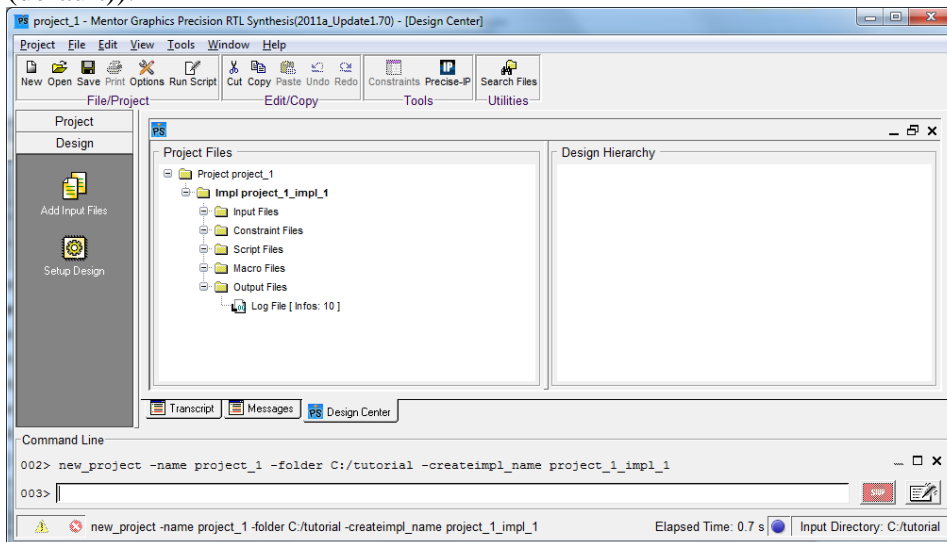 (default)).
PS project_1 - Mentor Graphics Precision RTL Synthesis(2011a_Update1.70) - [Design Center]
Project File Edit View Tools Window Help
New Open Save Print Options Run Script Cut Copy Paste Undo Redo Constraints Precise-IP Search Files
File/Project Edit/Copy Tools Utilities
Project
Design
Add Input Files
Setup Design
PS
Project Files
Project project_1
Impl project_1_impl_1
Input Files
Constraint Files
Script Files
Macro Files
Output Files
Log File [ Infos: 10 ]
Design Hierarchy
Transcript Messages PS Design Center
Command Line
002> new_project -name project_1 -folder C:/tutorial -createimpl_name project_1_impl_1
003>
STOP
new_project -name project_1 -folder C:/tutorial -createimpl_name project_1_impl_1 Elapsed Time: 0.7 s Input Directory: C:/tutorial